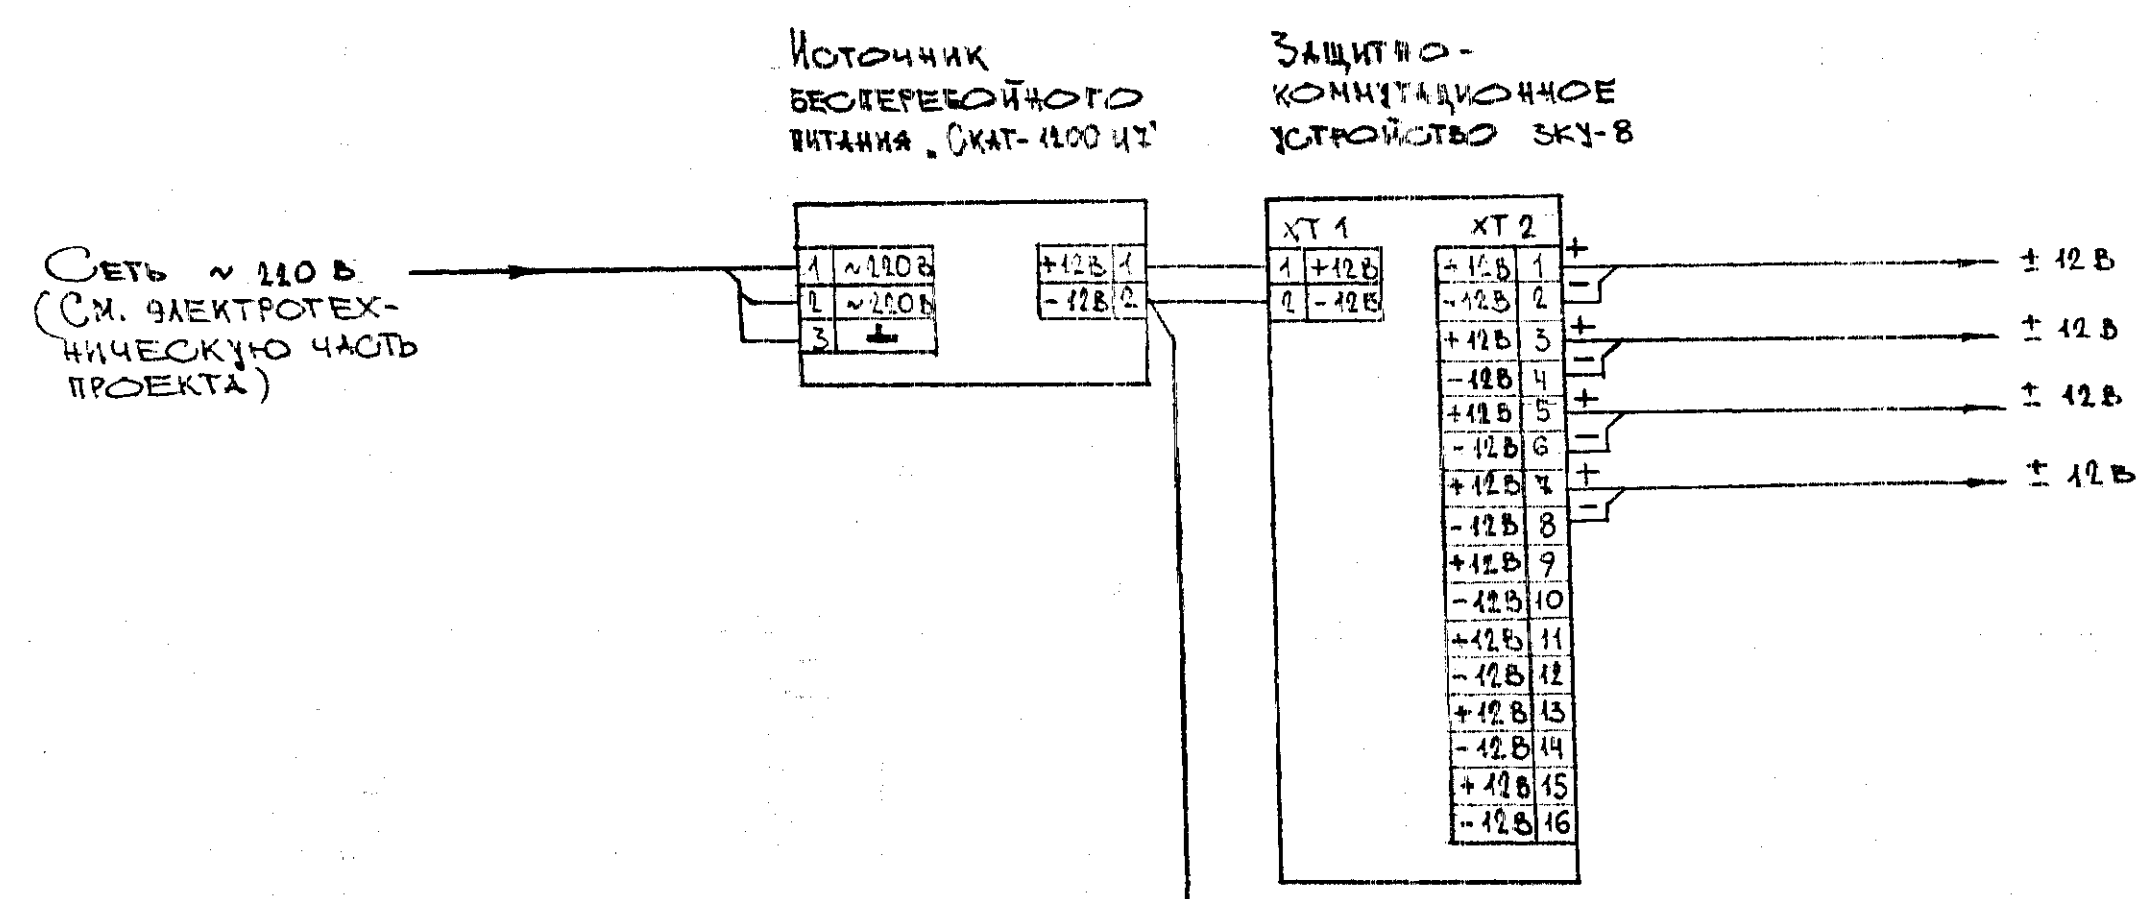 Источник
бесперебойного
питания „Скат-1200 И7"
Защитно-
коммутационное
устройство ЗКУ-8
Сеть ~ 220 В
(См. электротех-
ническую часть
проекта)
1 ~220 В
2 ~220 В
3
+12В 1
-12В 2
XT 1
1 +12В
2 -12В
XT 2
+12В 1
-12В 2
+12В 3
-12В 4
+12В 5
-12В 6
+12В 7
-12В 8
+12В 9
-12В 10
+12В 11
-12В 12
+12В 13
-12В 14
+12В 15
-12В 16
+
-
± 12 В
+
-
± 12 В
+
-
± 12 В
+
-
± 12 В